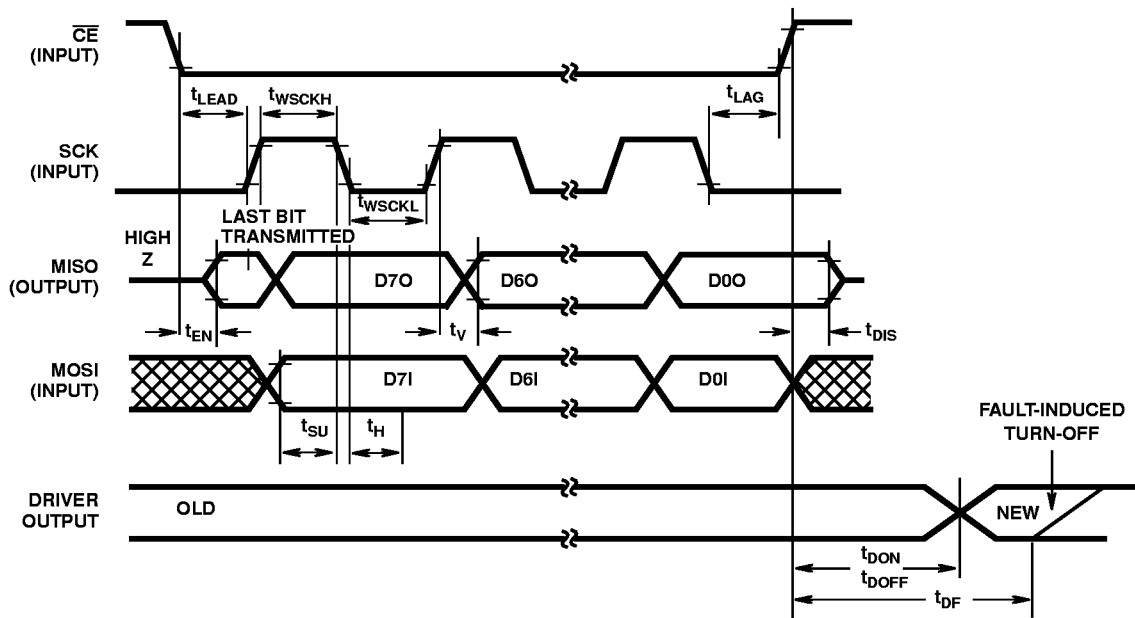 CE
(INPUT)
tLEAD
tWSCKH
tLAG
SCK
(INPUT)
tWSCKL
LAST BIT
TRANSMITTED
HIGH
Z
MISO
(OUTPUT)
D7O
D6O
D0O
tEN
tV
tDIS
MOSI
(INPUT)
D7I
D6I
D0I
tSU
tH
FAULT-INDUCED
TURN-OFF
DRIVER
OUTPUT
OLD
NEW
tDON
tDOFF
tDF